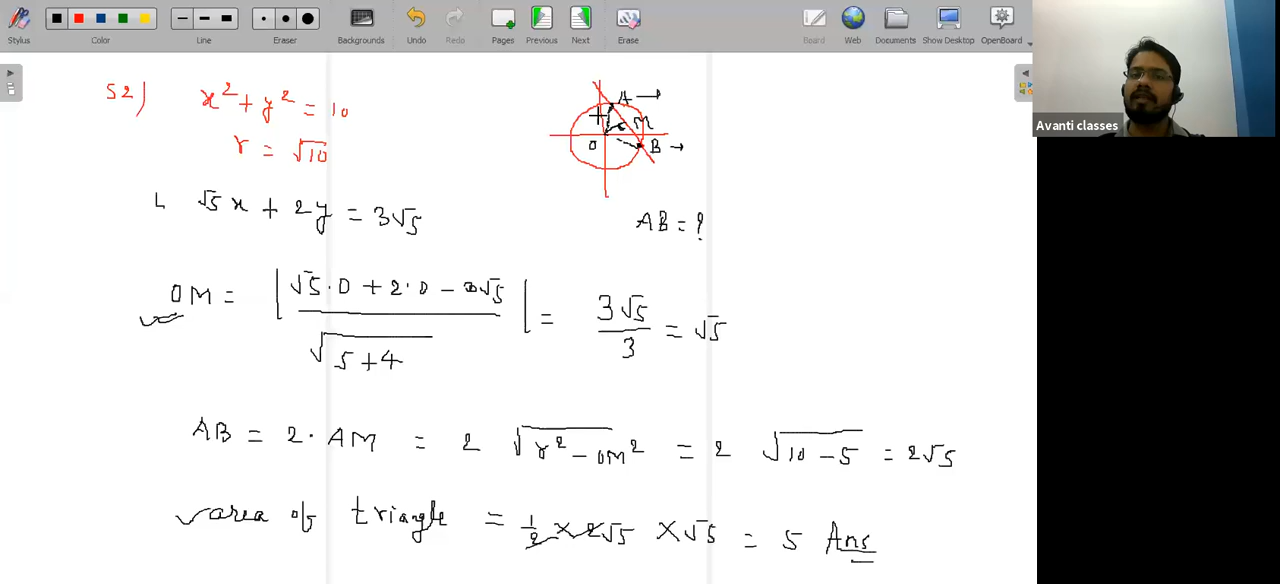 Stylus Color Line Eraser Backgrounds Undo Redo Pages Previous Next Erase Board Web Documents Show Desktop OpenBoard
Avanti classes
52) x² + y² = 10
r = √10
A
M
O
B
L √5x + 2y = 3√5
AB = ?
OM = |√5·0 + 2·0 - 3√5 / √5+4| = 3√5/3 = √5
AB = 2·AM = 2 √r² - OM² = 2 √10 - 5 = 2√5
area of triangle = 1/2 × 2√5 × √5 = 5 Ans